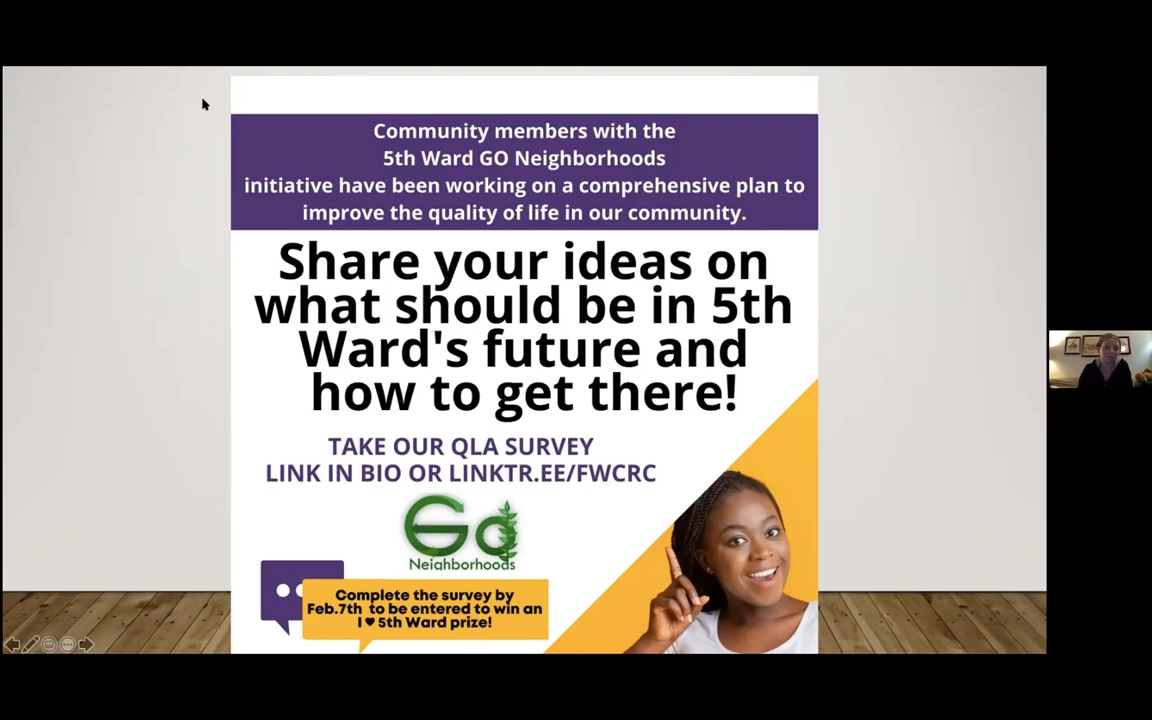 Community members with the
5th Ward GO Neighborhoods
initiative have been working on a comprehensive plan to
improve the quality of life in our community.
Share your ideas on
what should be in 5th
Ward's future and
how to get there!
TAKE OUR QLA SURVEY
LINK IN BIO OR LINKTR.EE/FWCRC
Go
Neighborhoods
Complete the survey by
Feb.7th to be entered to win an
I ♥ 5th Ward prize!